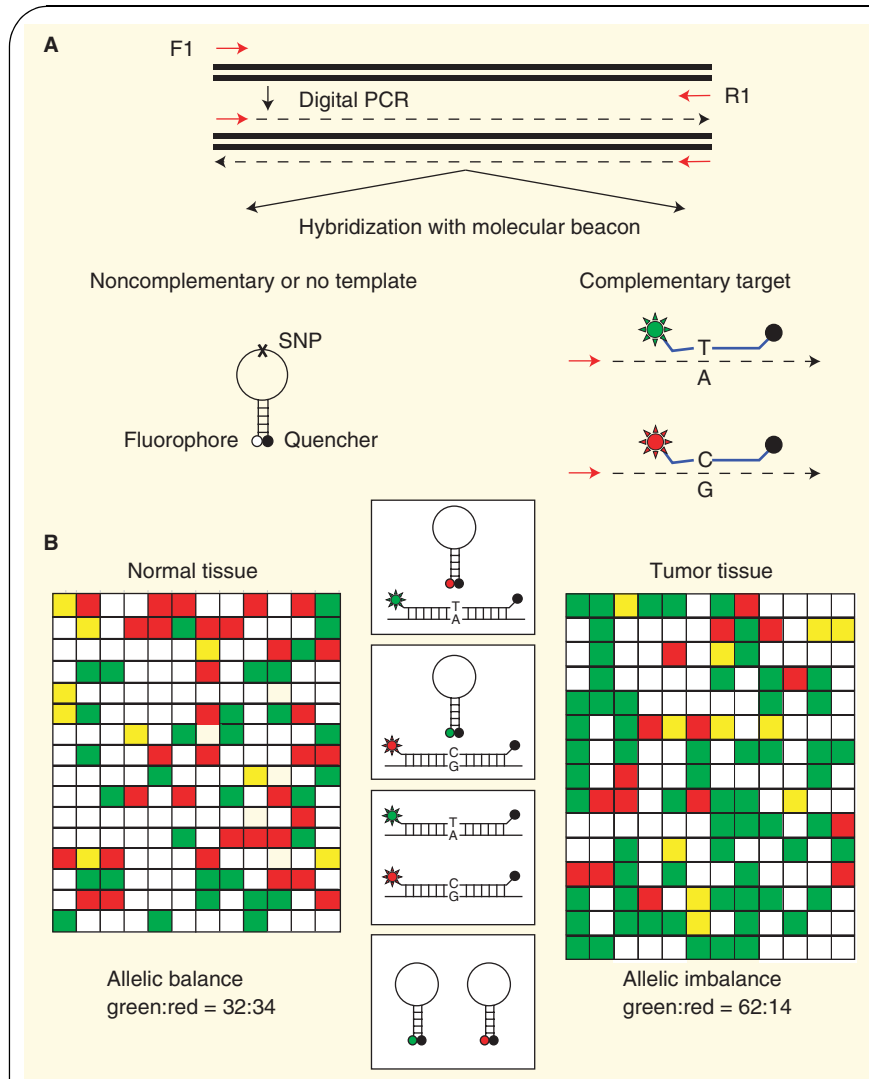 A
F1
Digital PCR
R1
Hybridization with molecular beacon
Noncomplementary or no template
Complementary target
SNP
Fluorophore
Quencher
T
A
C
G
B
Normal tissue
Tumor tissue
T
A
C
G
T
A
C
G
Allelic balance
green:red = 32:34
Allelic imbalance
green:red = 62:14